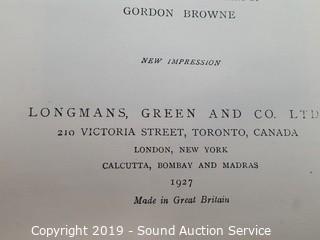 GORDON BROWNE
NEW IMPRESSION
LONGMANS, GREEN AND CO. LTD
210 VICTORIA STREET, TORONTO, CANADA
LONDON, NEW YORK
CALCUTTA, BOMBAY AND MADRAS
1927
Made in Great Britain
Copyright 2019 - Sound Auction Service